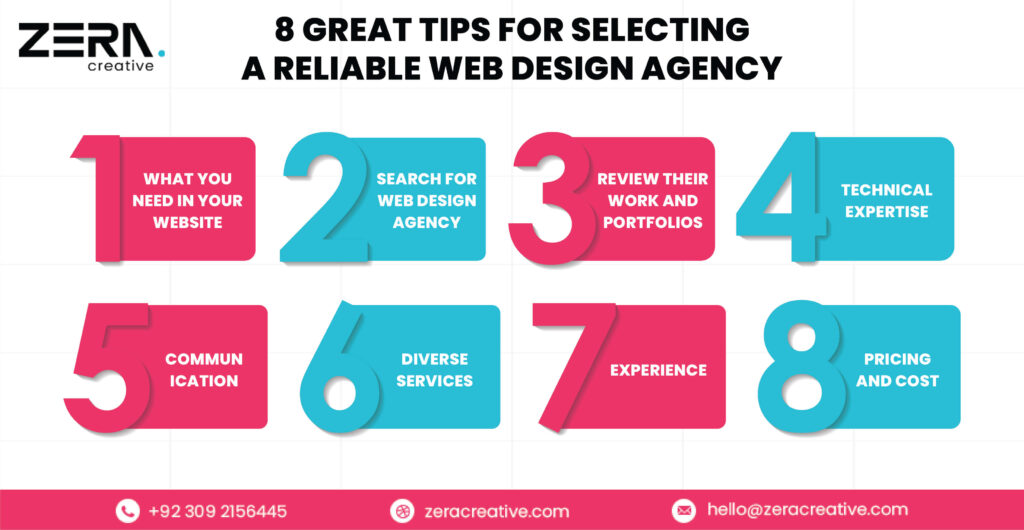 ZERA.
creative
8 GREAT TIPS FOR SELECTING
A RELIABLE WEB DESIGN AGENCY
1
WHAT YOU
NEED IN YOUR
WEBSITE
2
SEARCH FOR
WEB DESIGN
AGENCY
3
REVIEW THEIR
WORK AND
PORTFOLIOS
4
TECHNICAL
EXPERTISE
5
COMMUN
ICATION
6
DIVERSE
SERVICES
7
EXPERIENCE
8
PRICING
AND COST
+92 309 2156445
zeracreative.com
hello@zeracreative.com